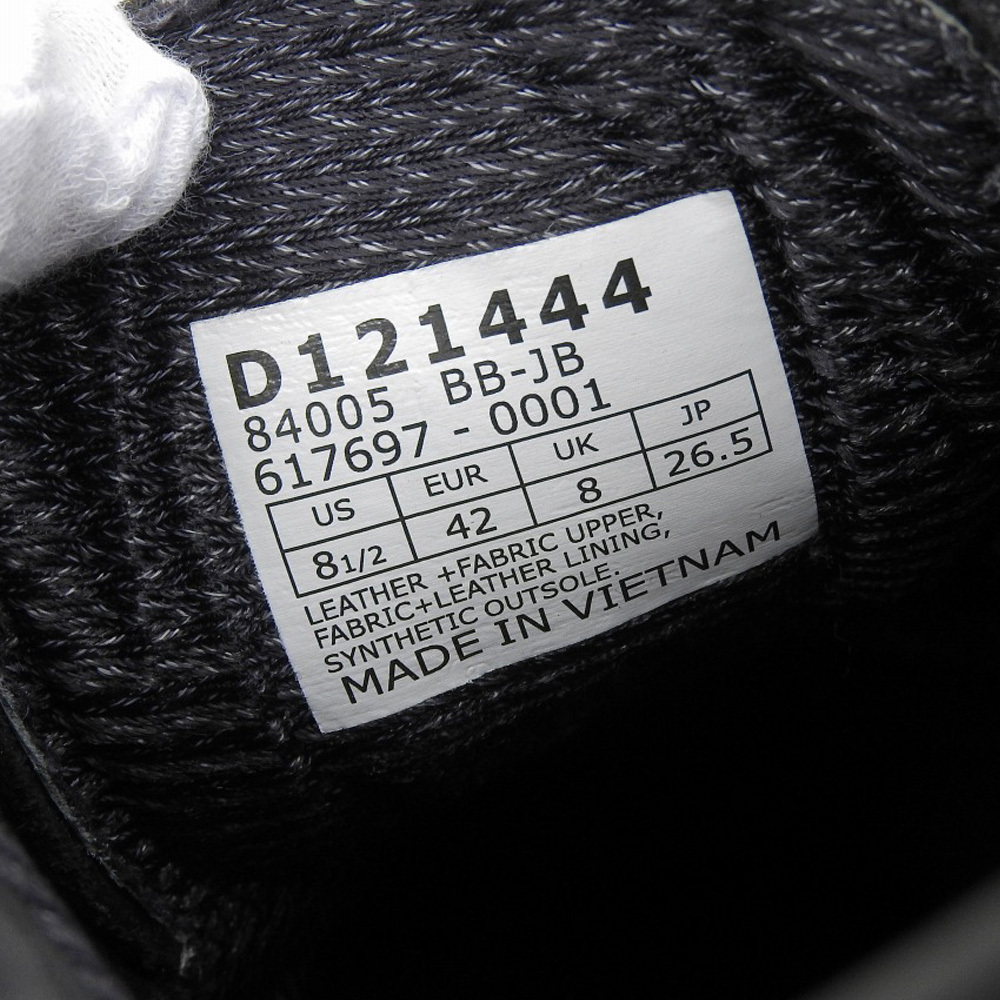 D121444
84005 BB-JB
617697 - 0001
US EUR UK JP
8 1/2 42 8 26.5
LEATHER +FABRIC UPPER,
FABRIC+LEATHER LINING,
SYNTHETIC OUTSOLE.
MADE IN VIETNAM